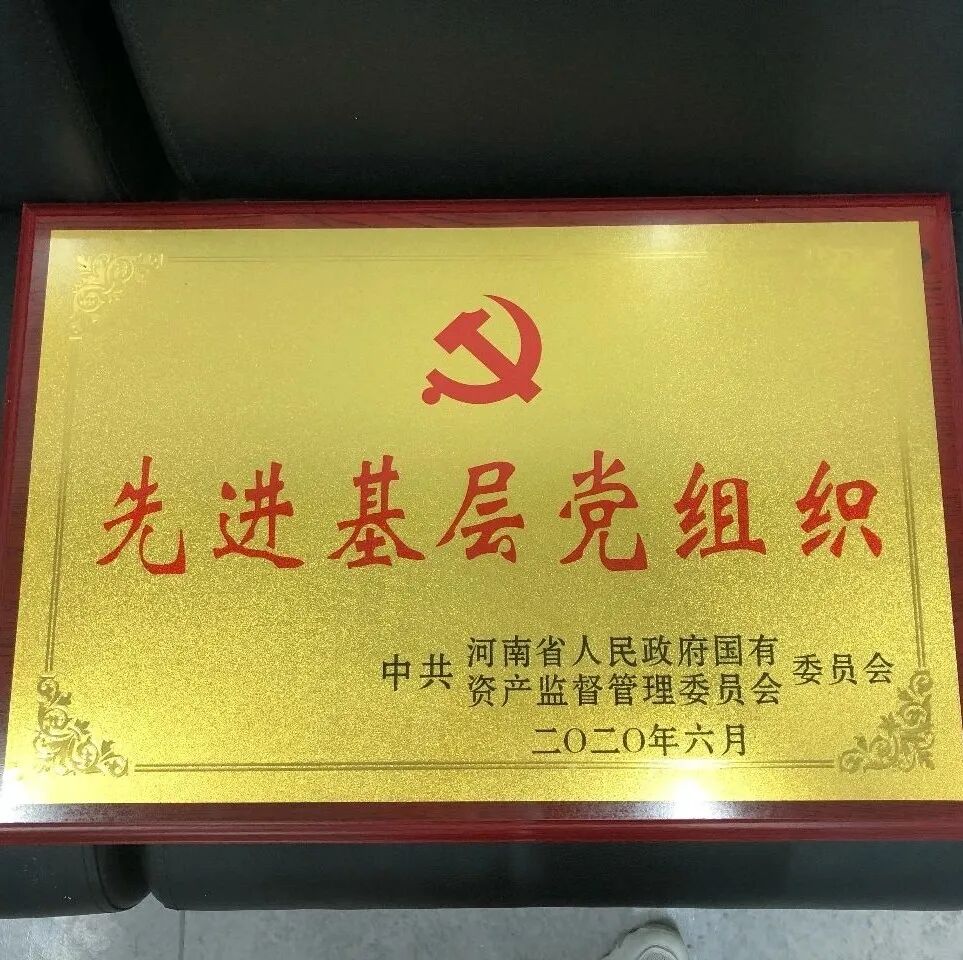 先进基层党组织
中共 河南省人民政府国有 委员会
资产监督管理委员会
二〇二〇年六月